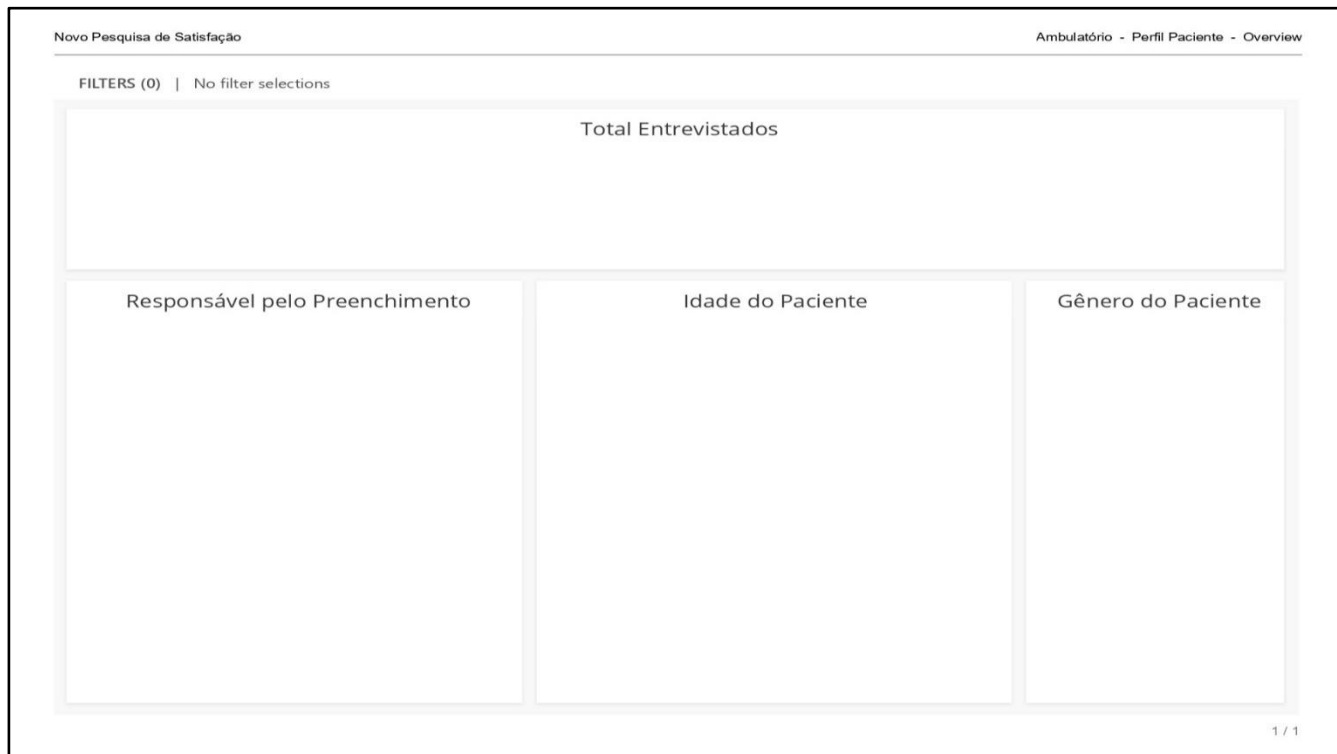 Novo Pesquisa de Satisfação
Ambulatório - Perfil Paciente - Overview
FILTERS (0) | No filter selections
Total Entrevistados
Responsável pelo Preenchimento
Idade do Paciente
Gênero do Paciente
1 / 1